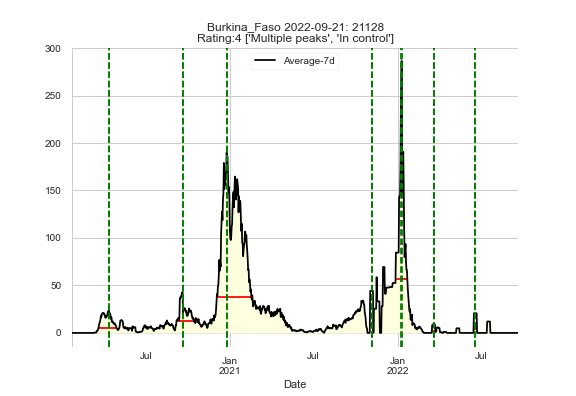 Burkina_Faso 2022-09-21: 21128
Rating:4 ['Multiple peaks', 'In control']
Average-7d
300
250
200
150
100
50
0
Jul
Jan
2021
Jul
Jan
2022
Jul
Date